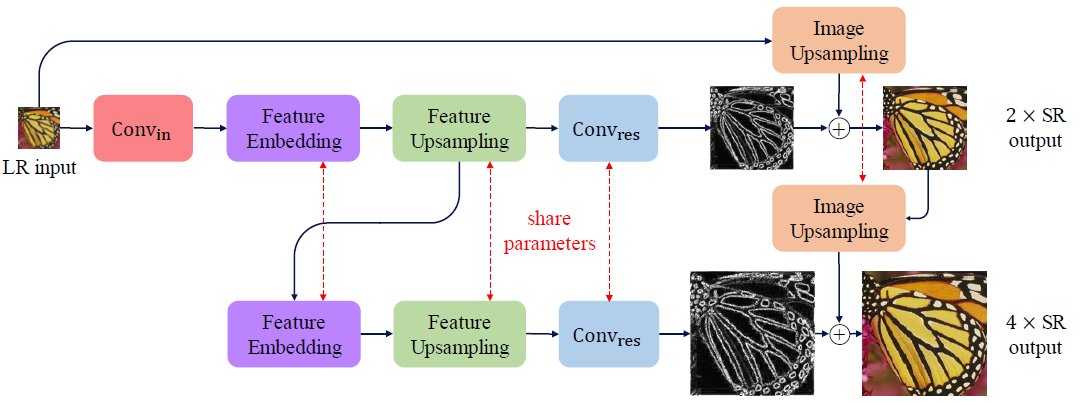 Image
Upsampling
Conv_in
Feature
Embedding
Feature
Upsampling
Conv_res
+
2 × SR
output
LR input
share
parameters
Image
Upsampling
Feature
Embedding
Feature
Upsampling
Conv_res
+
4 × SR
output